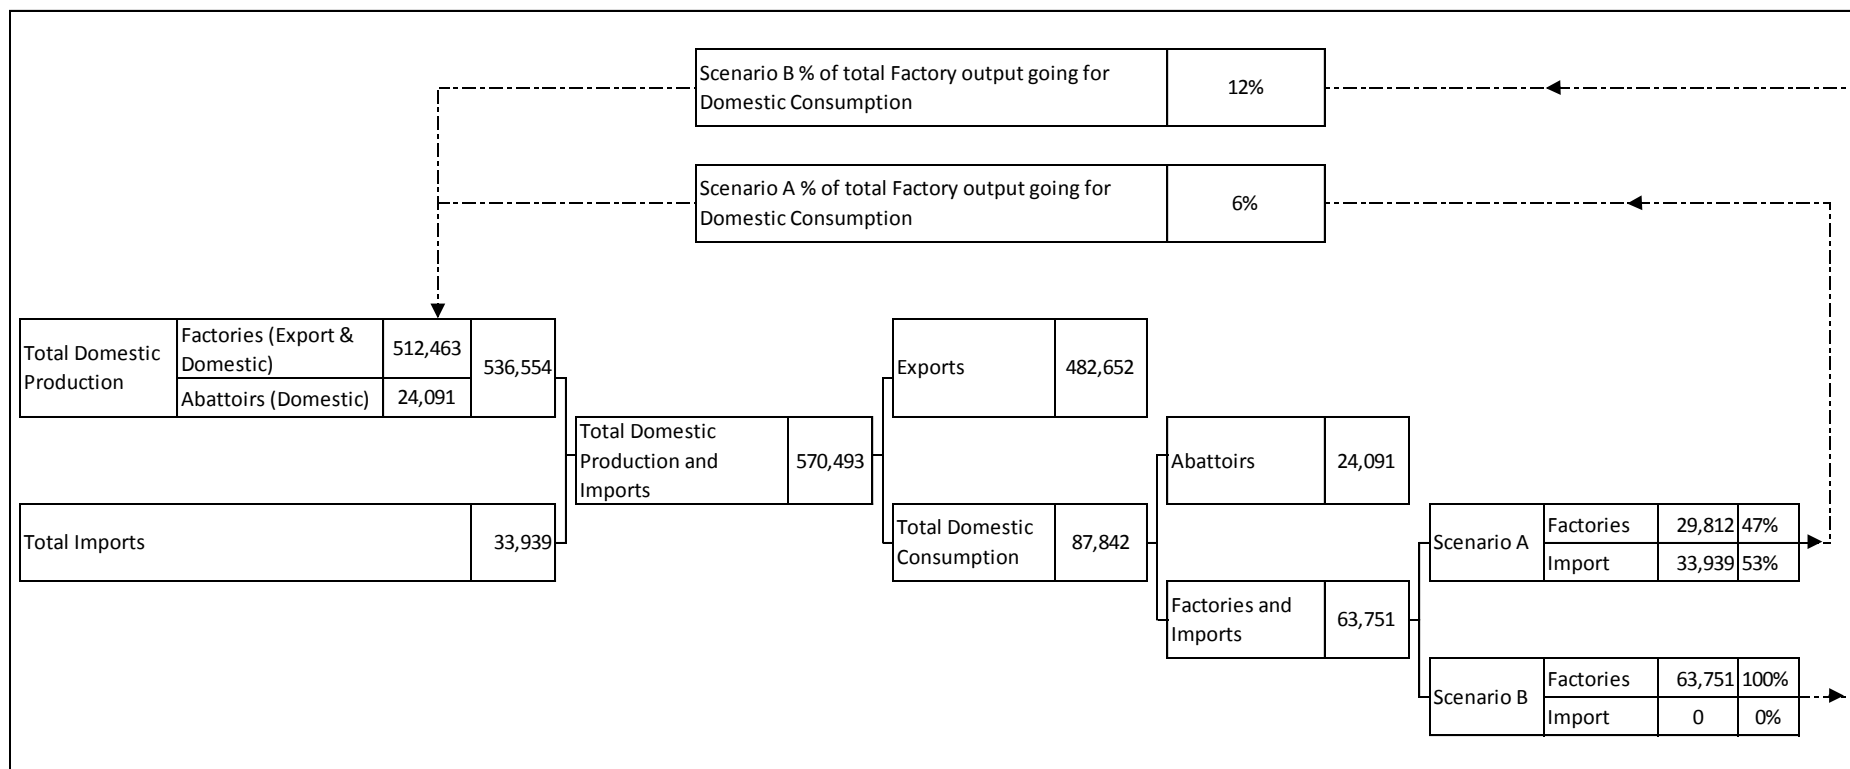 Scenario B % of total Factory output going for
Domestic Consumption
12%
Scenario A % of total Factory output going for
Domestic Consumption
6%
Total Domestic
Production
Factories (Export &
Domestic)
512,463
Abattoirs (Domestic)
24,091
536,554
Total Imports
33,939
Total Domestic
Production and
Imports
570,493
Exports
482,652
Total Domestic
Consumption
87,842
Abattoirs
24,091
Factories and
Imports
63,751
Scenario A
Factories 29,812 47%
Import 33,939 53%
Scenario B
Factories 63,751 100%
Import 0 0%